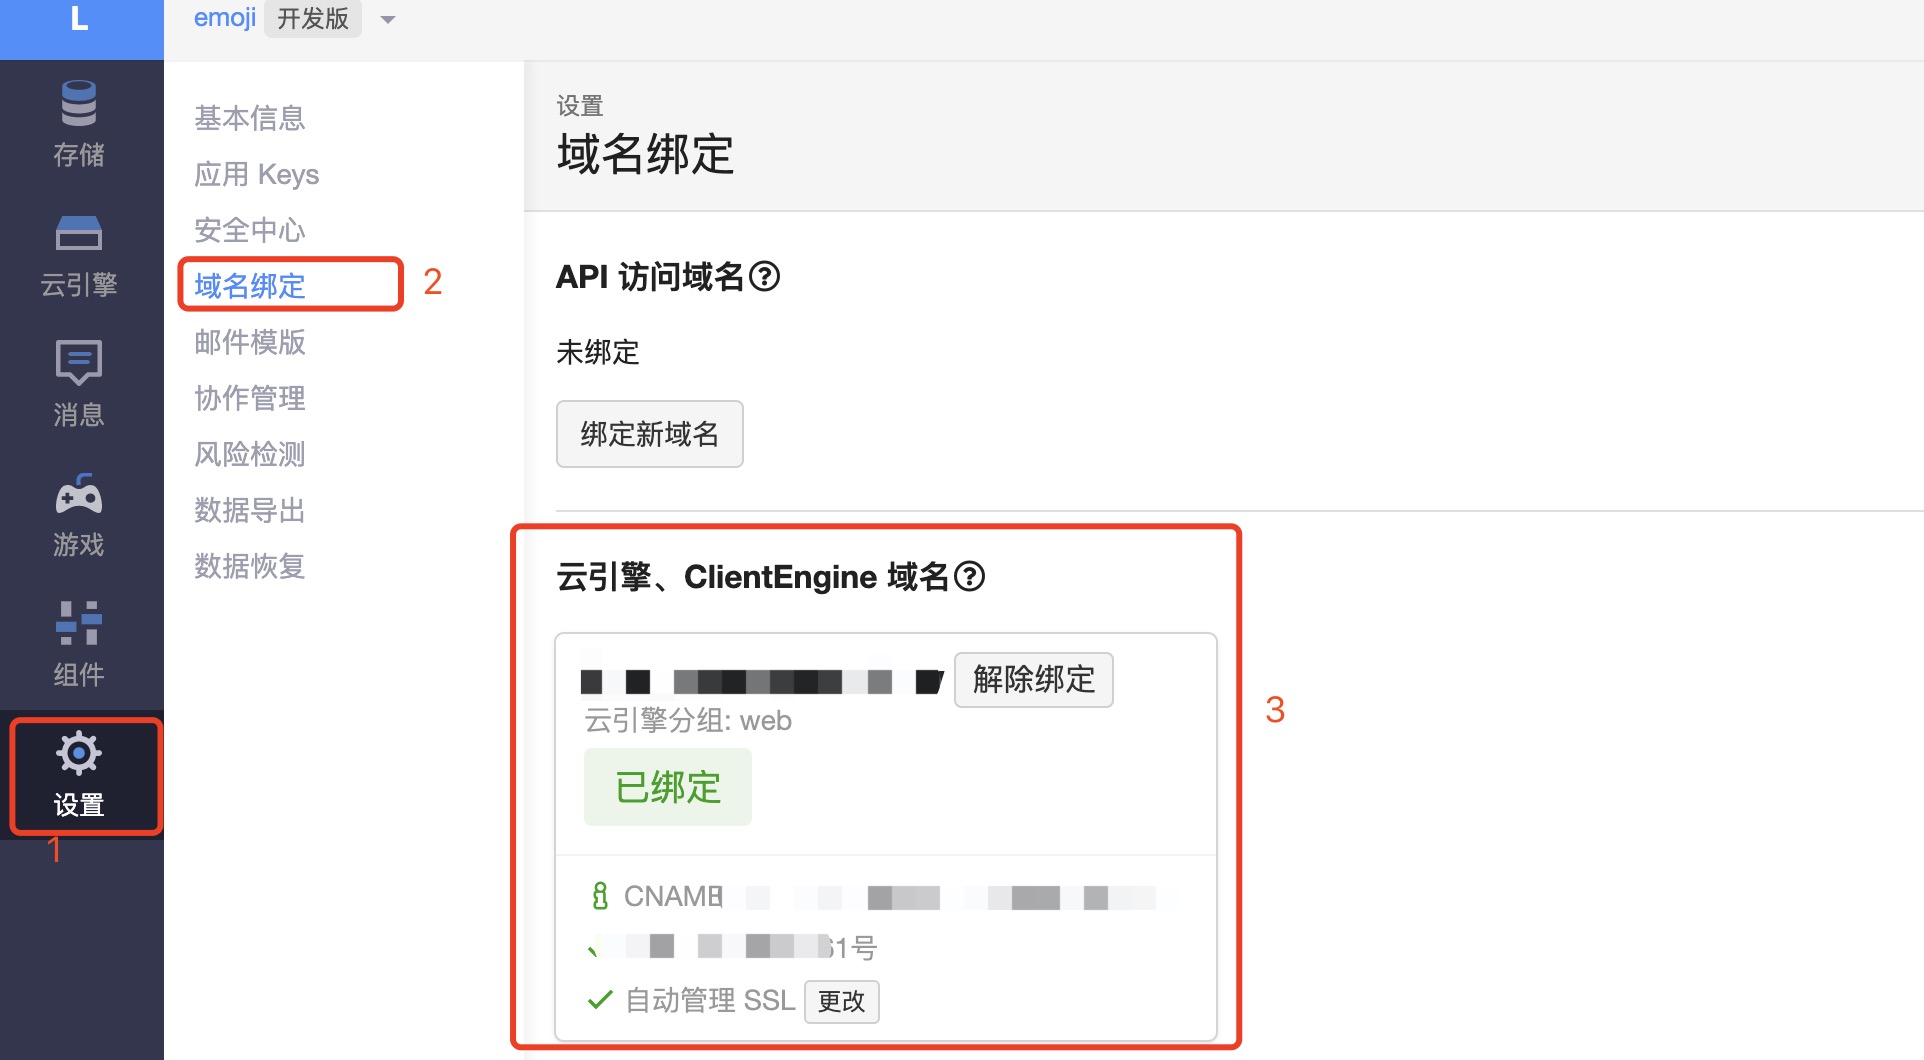 L
emoji 开发版
存储
云引擎
消息
游戏
组件
设置
1
基本信息
应用 Keys
安全中心
域名绑定 2
邮件模版
协作管理
风险检测
数据导出
数据恢复
设置
域名绑定
API 访问域名?
未绑定
绑定新域名
云引擎、ClientEngine 域名?
解除绑定
云引擎分组: web
已绑定
3
CNAME
1号
自动管理 SSL 更改